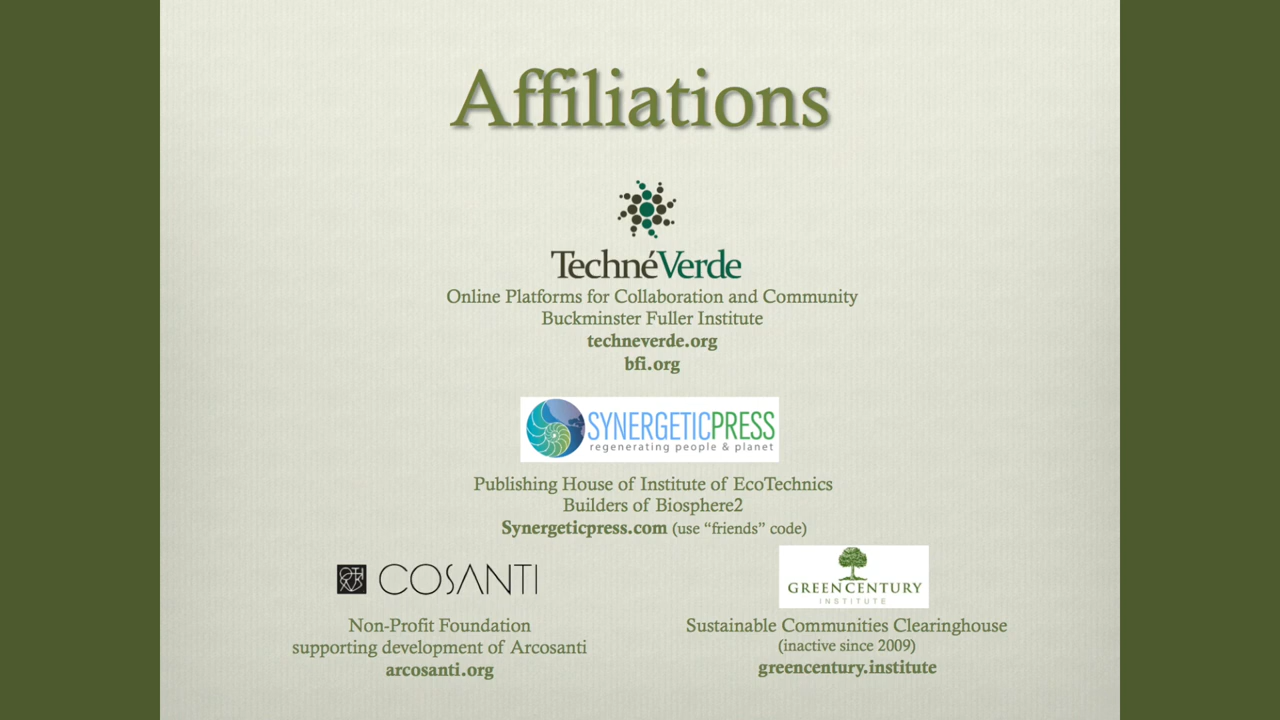 Affiliations
TechnéVerde
Online Platforms for Collaboration and Community
Buckminster Fuller Institute
techneverde.org
bfi.org
SYNERGETICPRESS
regenerating people & planet
Publishing House of Institute of EcoTechnics
Builders of Biosphere2
Synergeticpress.com (use “friends” code)
COSANTI
Non-Profit Foundation
supporting development of Arcosanti
arcosanti.org
GREENCENTURY
INSTITUTE
Sustainable Communities Clearinghouse
(inactive since 2009)
greencentury.institute